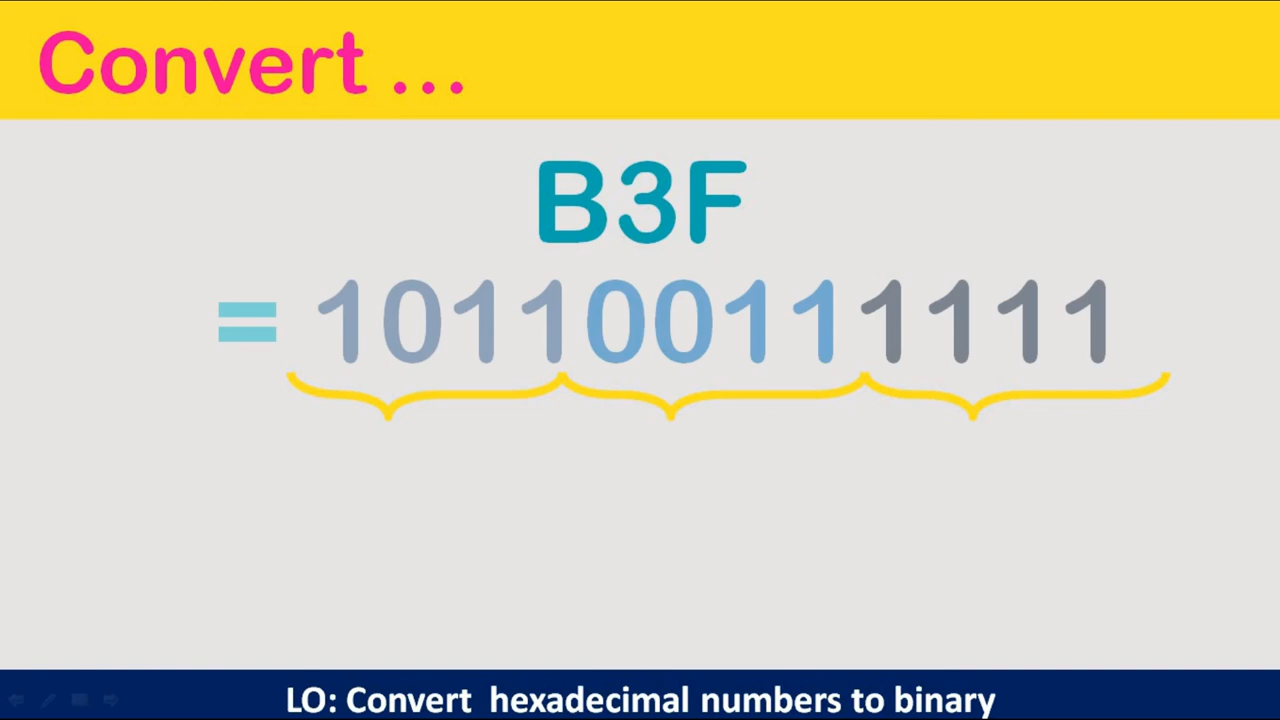 Convert ...
B3F
= 101100111111
LO: Convert  hexadecimal numbers to binary